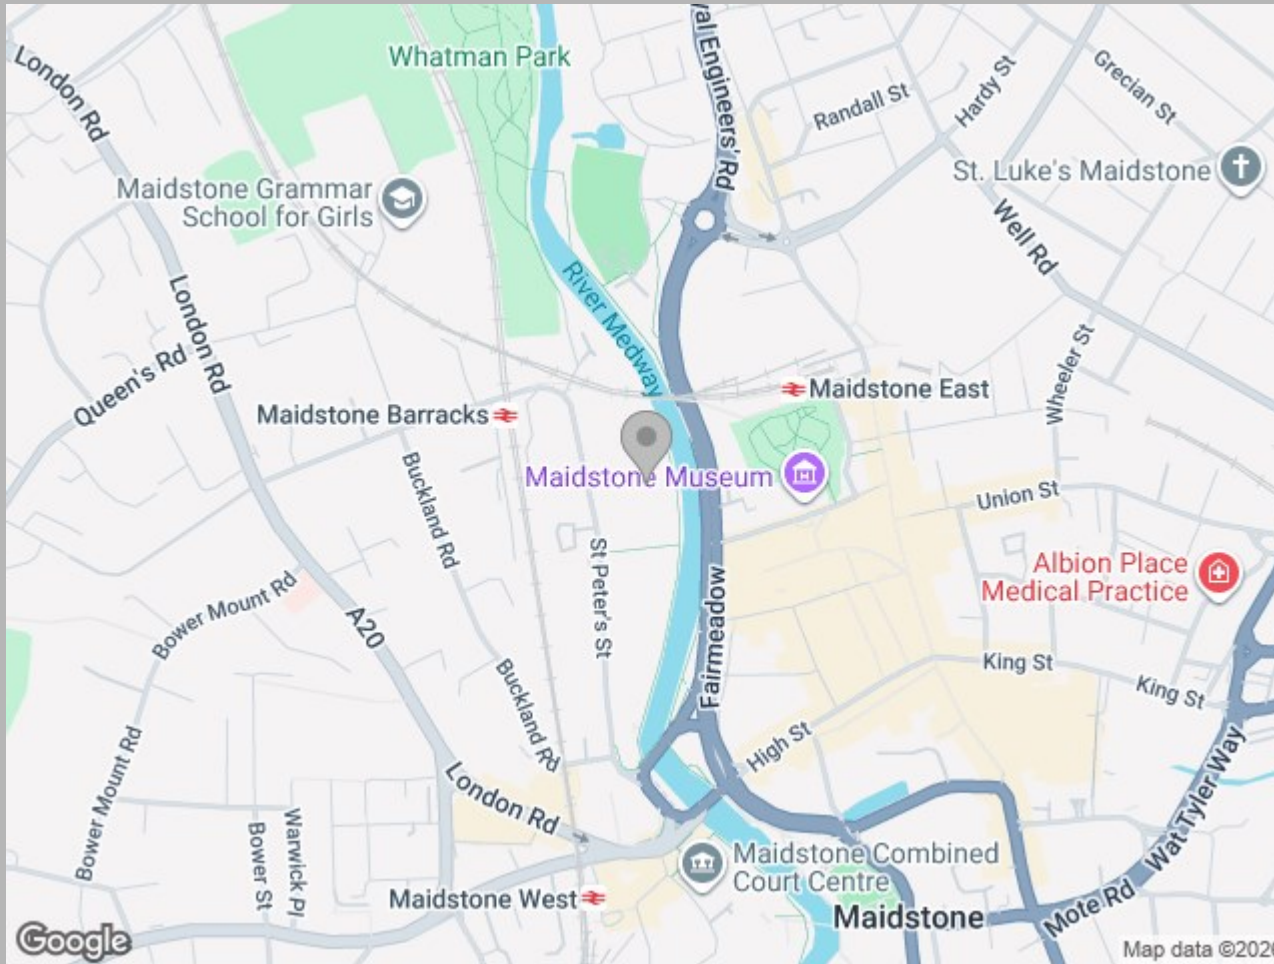 Whatman Park
London Rd
val Engineers' Rd
Randall St
Hardy St
Grecian St
Maidstone Grammar
School for Girls
St. Luke's Maidstone
Well Rd
London Rd
River Medway
Queen's Rd
Maidstone Barracks
Maidstone East
Wheeler St
Maidstone Museum
Buckland Rd
Union St
St Peter's St
Albion Place
Medical Practice
Bower Mount Rd
A20
Fairmeadow
King St
King St
Buckland Rd
High St
Bower Mount Rd
London Rd
Wat Tyler Way
Warwick Pl
Bower St
Maidstone Combined
Court Centre
Maidstone West
Maidstone
Mote Rd
Google
Map data ©202